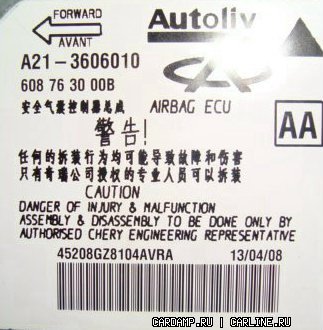 FORWARD
AVANT
Autoliv
A21-3606010
608 76 30 00B
安全气囊控制器总成
AIRBAG ECU
AA
警告!
任何的拆装行为均可能导致故障和伤害
只有奇瑞公司授权的专业人员可以拆装
CAUTION
DANGER OF INJURY & MALFUNCTION
ASSEMBLY & DISASSEMBLY TO BE DONE ONLY BY
AUTHORISED CHERY ENGINEERING REPRESENTATIVE
45208GZ8104AVRA
13/04/08
CARDAMP.RU | CARLINE.RU